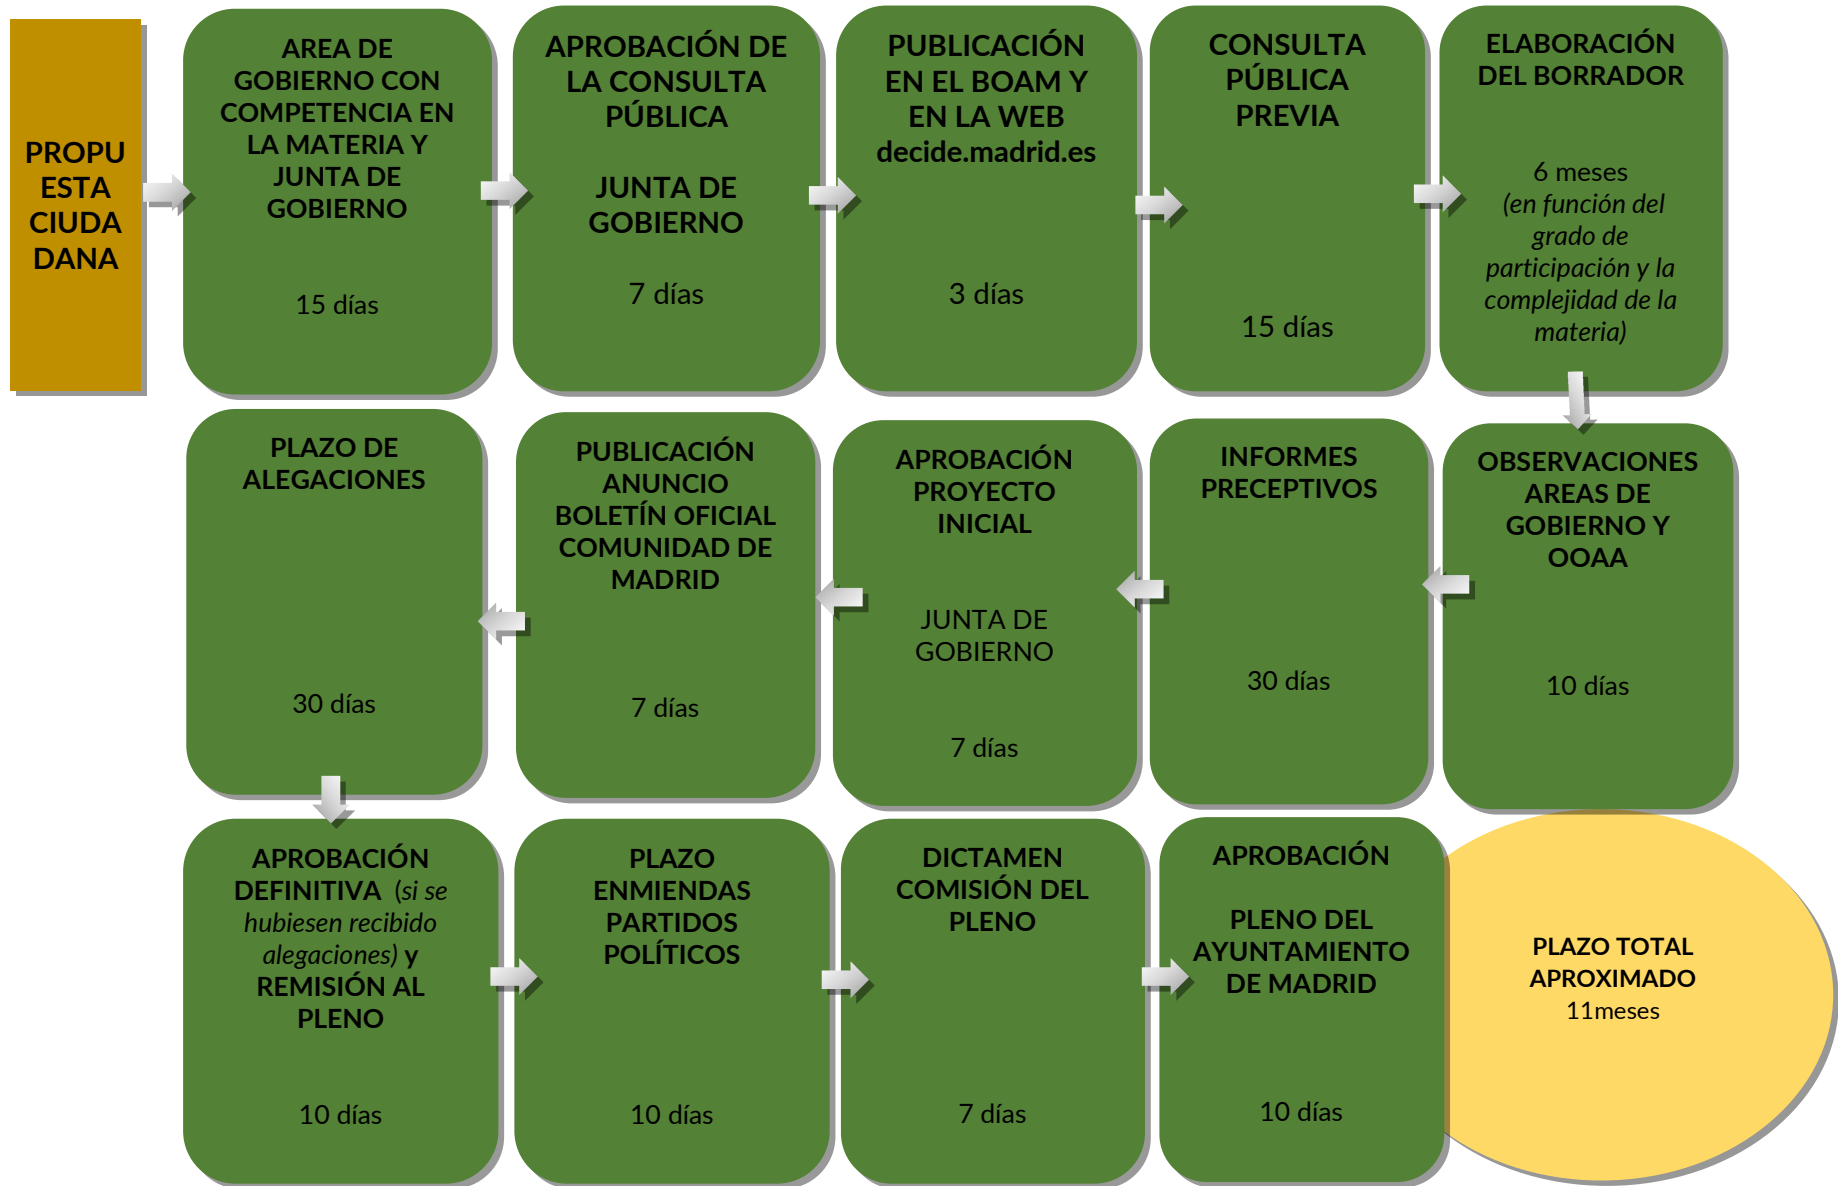 PROPU
ESTA
CIUDA
DANA
AREA DE
GOBIERNO CON
COMPETENCIA EN
LA MATERIA Y
JUNTA DE
GOBIERNO
15 días
APROBACIÓN DE
LA CONSULTA
PÚBLICA
JUNTA DE
GOBIERNO
7 días
PUBLICACIÓN
EN EL BOAM Y
EN LA WEB
decide.madrid.es
3 días
CONSULTA
PÚBLICA
PREVIA
15 días
ELABORACIÓN
DEL BORRADOR
6 meses
(en función del
grado de
participación y la
complejidad de la
materia)
OBSERVACIONES
AREAS DE
GOBIERNO Y
OOAA
10 días
INFORMES
PRECEPTIVOS
30 días
APROBACIÓN
PROYECTO
INICIAL
JUNTA DE
GOBIERNO
7 días
PUBLICACIÓN
ANUNCIO
BOLETÍN OFICIAL
COMUNIDAD DE
MADRID
7 días
PLAZO DE
ALEGACIONES
30 días
APROBACIÓN
DEFINITIVA (si se
hubiesen recibido
alegaciones) y
REMISIÓN AL
PLENO
10 días
PLAZO
ENMIENDAS
PARTIDOS
POLÍTICOS
10 días
DICTAMEN
COMISIÓN DEL
PLENO
7 días
APROBACIÓN
PLENO DEL
AYUNTAMIENTO
DE MADRID
10 días
PLAZO TOTAL
APROXIMADO
11meses